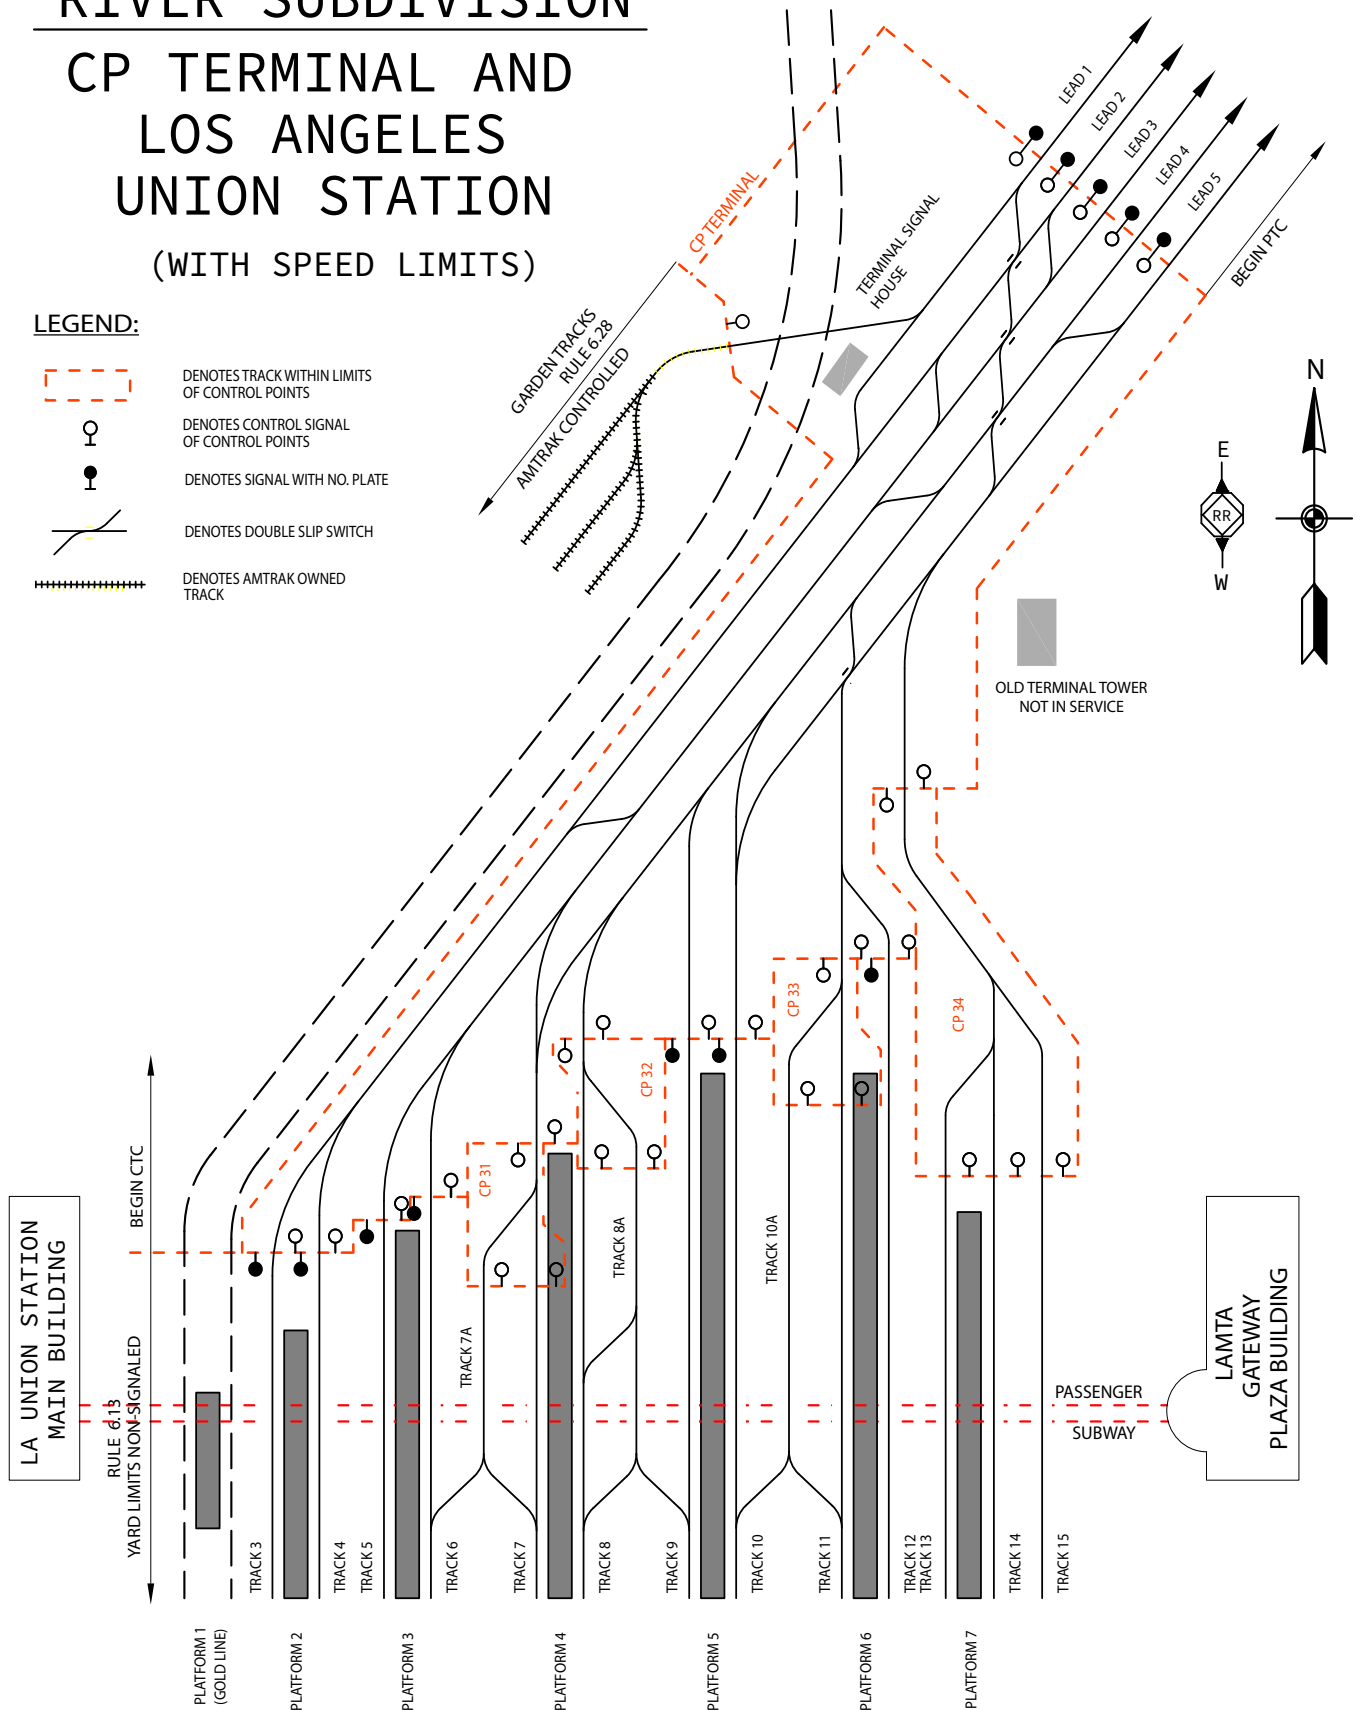 RIVER SUBDIVISION
CP TERMINAL AND
LOS ANGELES
UNION STATION
(WITH SPEED LIMITS)
LEGEND:
DENOTES TRACK WITHIN LIMITS
OF CONTROL POINTS
DENOTES CONTROL SIGNAL
OF CONTROL POINTS
DENOTES SIGNAL WITH NO. PLATE
DENOTES DOUBLE SLIP SWITCH
DENOTES AMTRAK OWNED
TRACK
LEAD 1
LEAD 2
LEAD 3
LEAD 4
LEAD 5
BEGIN PTC
CP TERMINAL
TERMINAL SIGNAL
HOUSE
GARDEN TRACKS
RULE 6.28
AMTRAK CONTROLLED
N
E
RR
W
OLD TERMINAL TOWER
NOT IN SERVICE
CP 31
CP 32
CP 33
CP 34
BEGIN CTC
RULE 6.13
YARD LIMITS NON-SIGNALED
LA UNION STATION
MAIN BUILDING
TRACK 7A
TRACK 8A
TRACK 10A
PASSENGER
SUBWAY
LAMTA
GATEWAY
PLAZA BUILDING
TRACK 3
TRACK 4
TRACK 5
TRACK 6
TRACK 7
TRACK 8
TRACK 9
TRACK 10
TRACK 11
TRACK 12
TRACK 13
TRACK 14
TRACK 15
PLATFORM 1
(GOLD LINE)
PLATFORM 2
PLATFORM 3
PLATFORM 4
PLATFORM 5
PLATFORM 6
PLATFORM 7